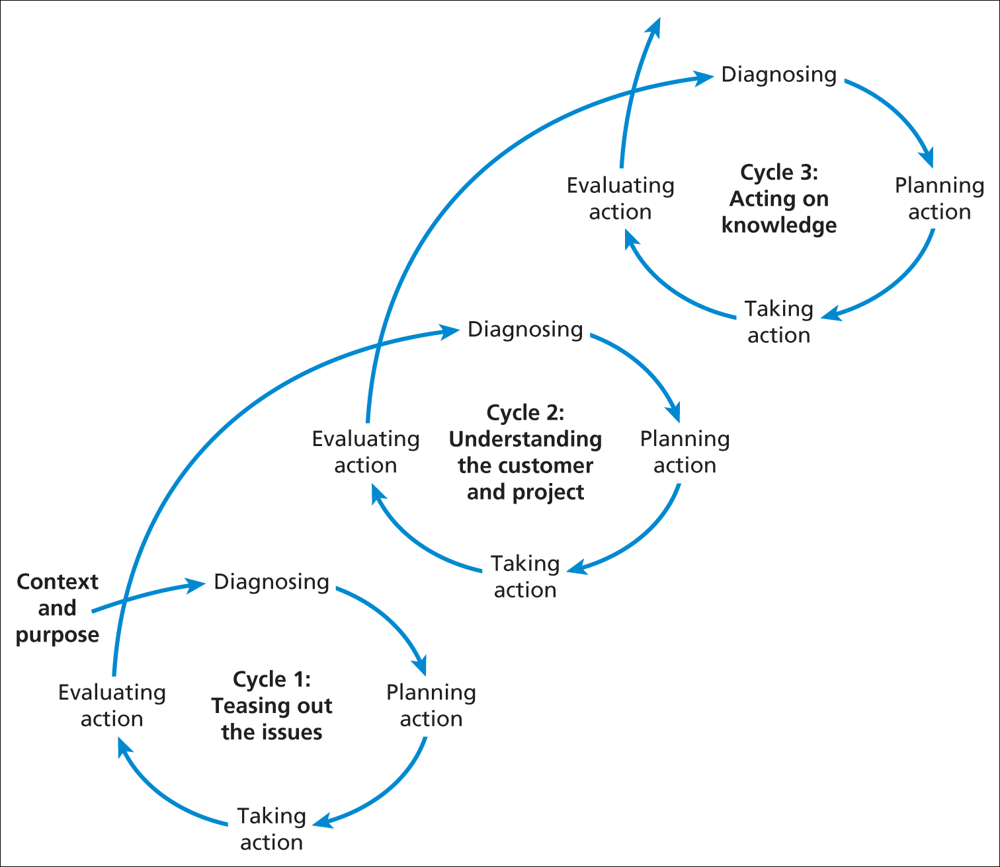 Diagnosing
Evaluating
action
Cycle 3:
Acting on
knowledge
Planning
action
Taking
action
Diagnosing
Evaluating
action
Cycle 2:
Understanding
the customer
and project
Planning
action
Taking
action
Context
and
purpose
Diagnosing
Evaluating
action
Cycle 1:
Teasing out
the issues
Planning
action
Taking
action